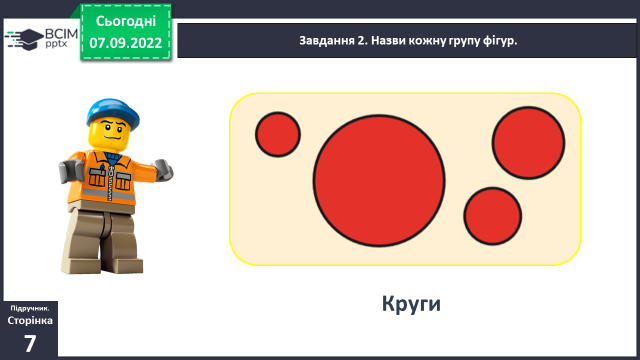 ВСІМ
pptx
Сьогодні
07.09.2022
Завдання 2. Назви кожну групу фігур.
Круги
Підручник.
Сторінка
7